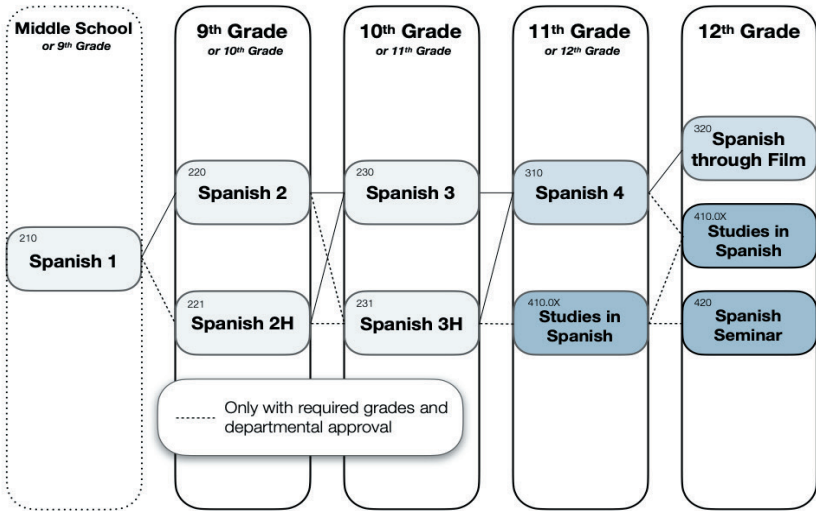 Middle School
or 9th Grade
9th Grade
or 10th Grade
10th Grade
or 11th Grade
11th Grade
or 12th Grade
12th Grade
210
Spanish 1
220
Spanish 2
221
Spanish 2H
230
Spanish 3
231
Spanish 3H
310
Spanish 4
410.0X
Studies in
Spanish
320
Spanish
through Film
410.0X
Studies in
Spanish
420
Spanish
Seminar
Only with required grades and
departmental approval